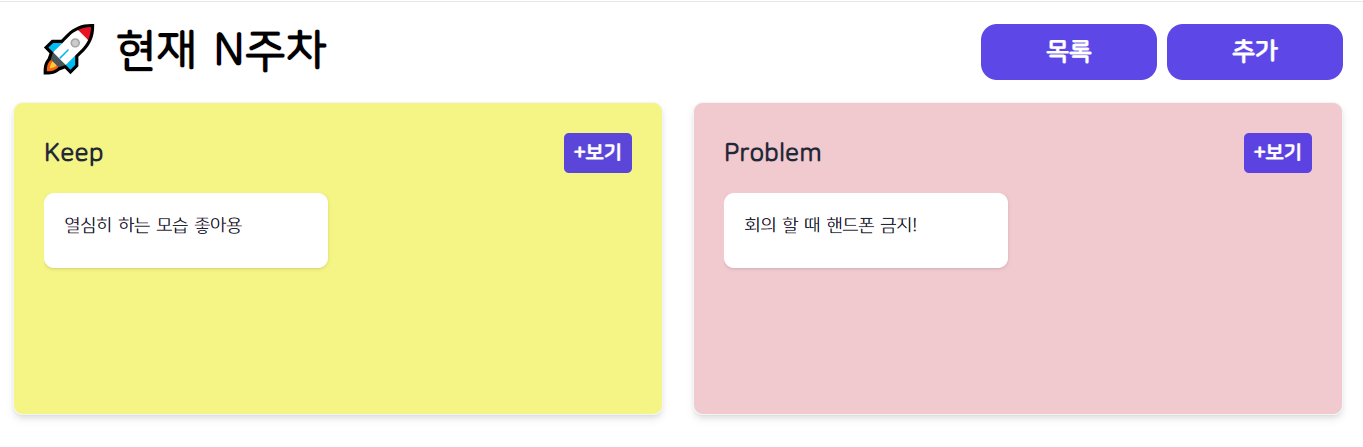 현재 N주차
목록
추가
Keep
+보기
열심히 하는 모습 좋아용
Problem
+보기
회의 할 때 핸드폰 금지!